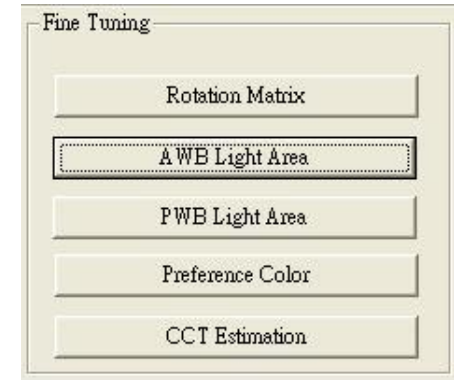 Fine Tuning
Rotation Matrix
AWB Light Area
PWB Light Area
Preference Color
CCT Estimation